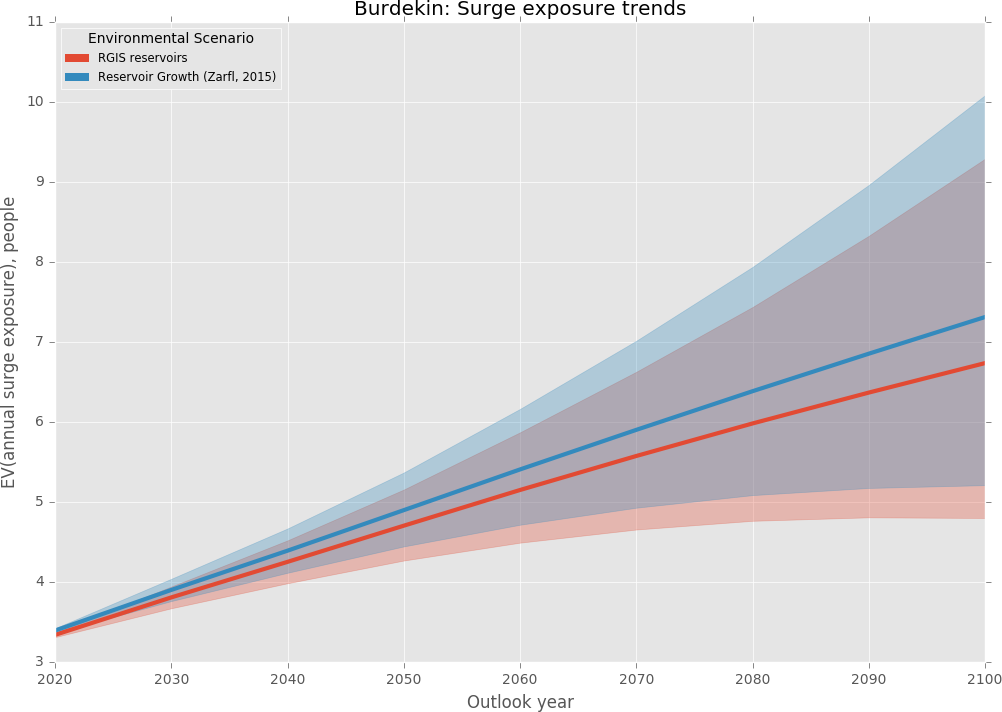 Burdekin: Surge exposure trends
Environmental Scenario
RGIS reservoirs
Reservoir Growth (Zarfl, 2015)
EV(annual surge exposure), people
11
10
9
8
7
6
5
4
3
2020 2030 2040 2050 2060 2070 2080 2090 2100
Outlook year